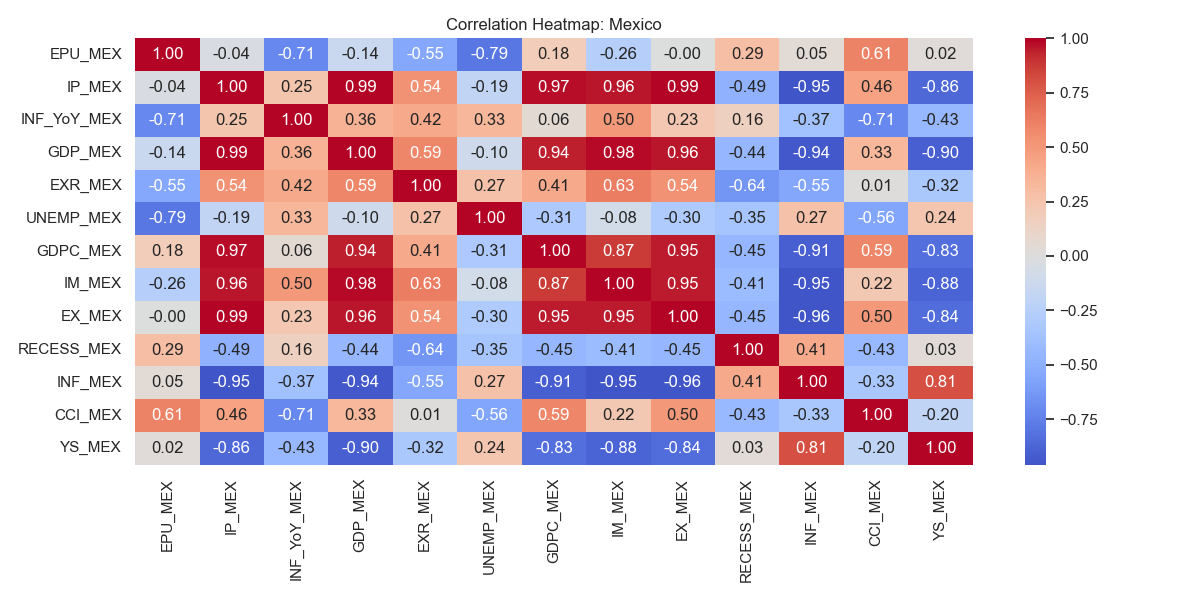 Correlation Heatmap: Mexico
EPU_MEX 1.00 -0.04 -0.71 -0.14 -0.55 -0.79 0.18 -0.26 -0.00 0.29 0.05 0.61 0.02
IP_MEX -0.04 1.00 0.25 0.99 0.54 -0.19 0.97 0.96 0.99 -0.49 -0.95 0.46 -0.86
INF_YoY_MEX -0.71 0.25 1.00 0.36 0.42 0.33 0.06 0.50 0.23 0.16 -0.37 -0.71 -0.43
GDP_MEX -0.14 0.99 0.36 1.00 0.59 -0.10 0.94 0.98 0.96 -0.44 -0.94 0.33 -0.90
EXR_MEX -0.55 0.54 0.42 0.59 1.00 0.27 0.41 0.63 0.54 -0.64 -0.55 0.01 -0.32
UNEMP_MEX -0.79 -0.19 0.33 -0.10 0.27 1.00 -0.31 -0.08 -0.30 -0.35 0.27 -0.56 0.24
GDPC_MEX 0.18 0.97 0.06 0.94 0.41 -0.31 1.00 0.87 0.95 -0.45 -0.91 0.59 -0.83
IM_MEX -0.26 0.96 0.50 0.98 0.63 -0.08 0.87 1.00 0.95 -0.41 -0.95 0.22 -0.88
EX_MEX -0.00 0.99 0.23 0.96 0.54 -0.30 0.95 0.95 1.00 -0.45 -0.96 0.50 -0.84
RECESS_MEX 0.29 -0.49 0.16 -0.44 -0.64 -0.35 -0.45 -0.41 -0.45 1.00 0.41 -0.43 0.03
INF_MEX 0.05 -0.95 -0.37 -0.94 -0.55 0.27 -0.91 -0.95 -0.96 0.41 1.00 -0.33 0.81
CCI_MEX 0.61 0.46 -0.71 0.33 0.01 -0.56 0.59 0.22 0.50 -0.43 -0.33 1.00 -0.20
YS_MEX 0.02 -0.86 -0.43 -0.90 -0.32 0.24 -0.83 -0.88 -0.84 0.03 0.81 -0.20 1.00
EPU_MEX IP_MEX INF_YoY_MEX GDP_MEX EXR_MEX UNEMP_MEX GDPC_MEX IM_MEX EX_MEX RECESS_MEX INF_MEX CCI_MEX YS_MEX
1.00
0.75
0.50
0.25
0.00
−0.25
−0.50
−0.75